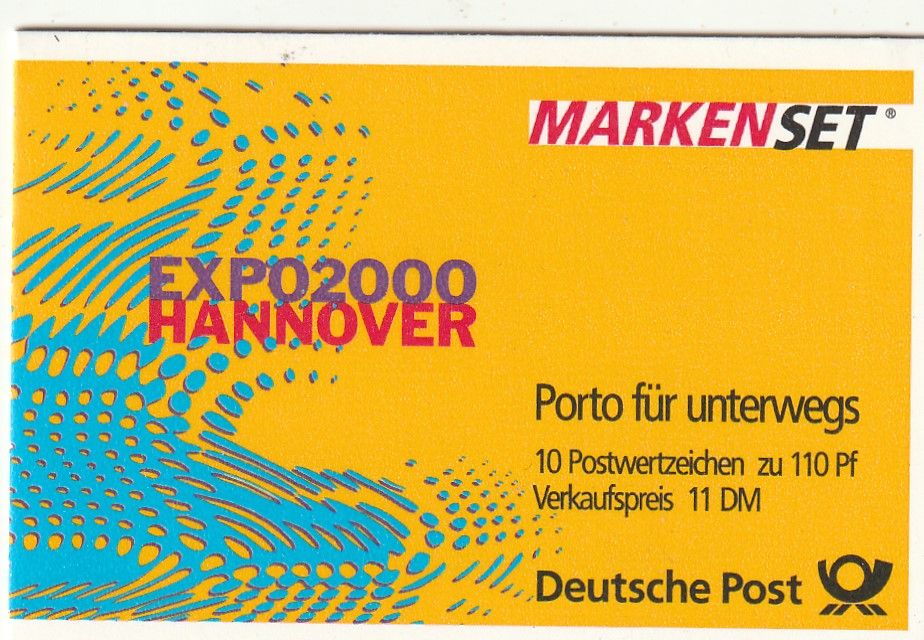 MARKENSET®
EXPO2000
HANNOVER
Porto für unterwegs
10 Postwertzeichen zu 110 Pf
Verkaufspreis 11 DM
Deutsche Post